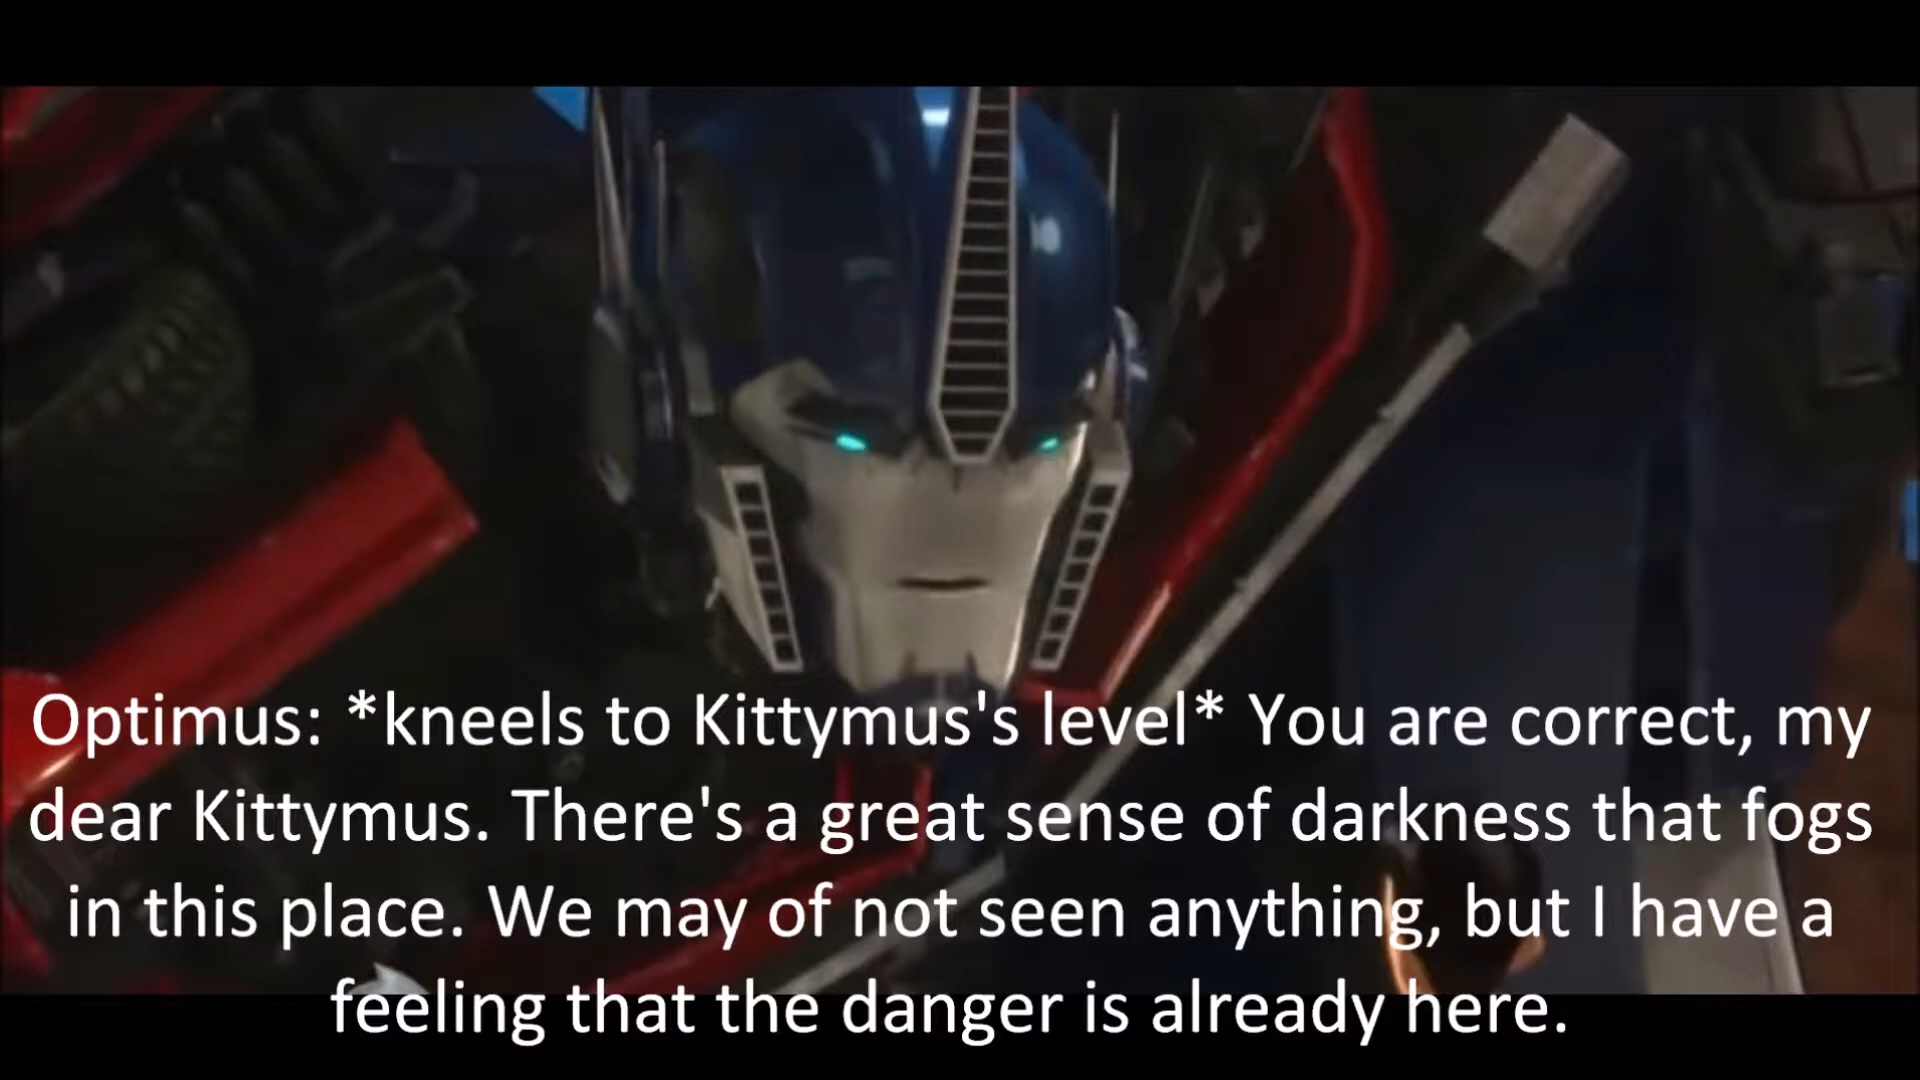 Optimus: *kneels to Kittymus's level* You are correct, my
dear Kittymus. There's a great sense of darkness that fogs
in this place. We may of not seen anything, but I have a
feeling that the danger is already here.